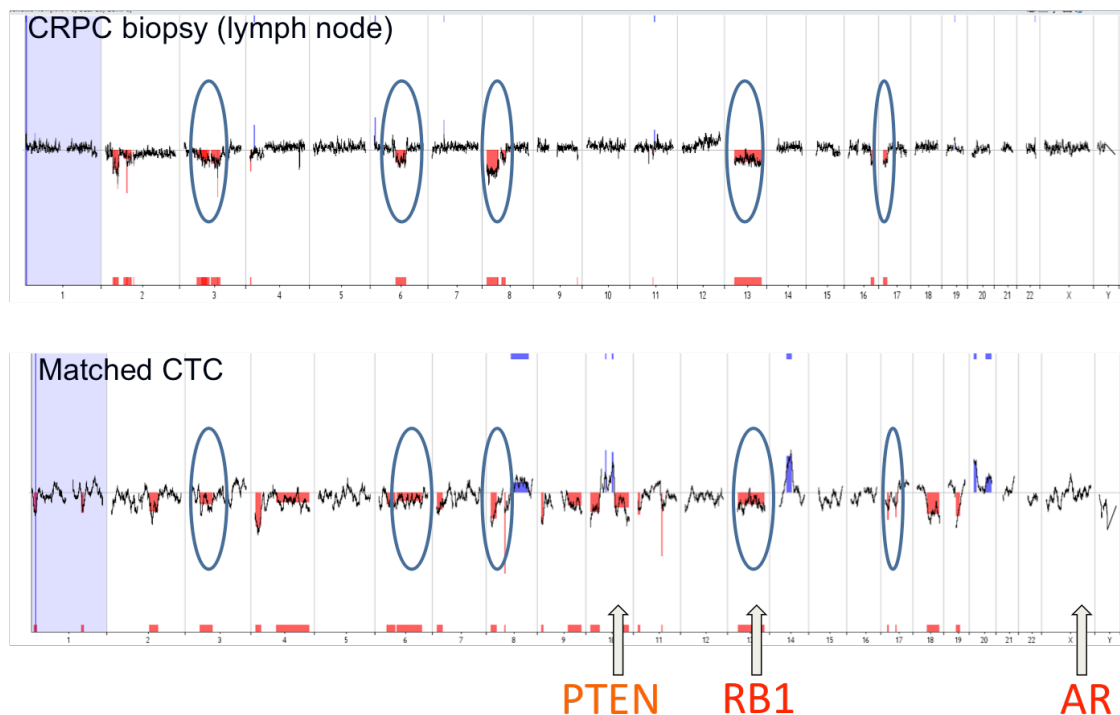 CRPC biopsy (lymph node)
1 2 3 4 5 6 7 8 9 10 11 12 13 14 15 16 17 18 19 20 21 22 X Y
Matched CTC
1 2 3 4 5 6 7 8 9 10 11 12 13 14 15 16 17 18 19 20 21 22 X Y
PTEN RB1 AR